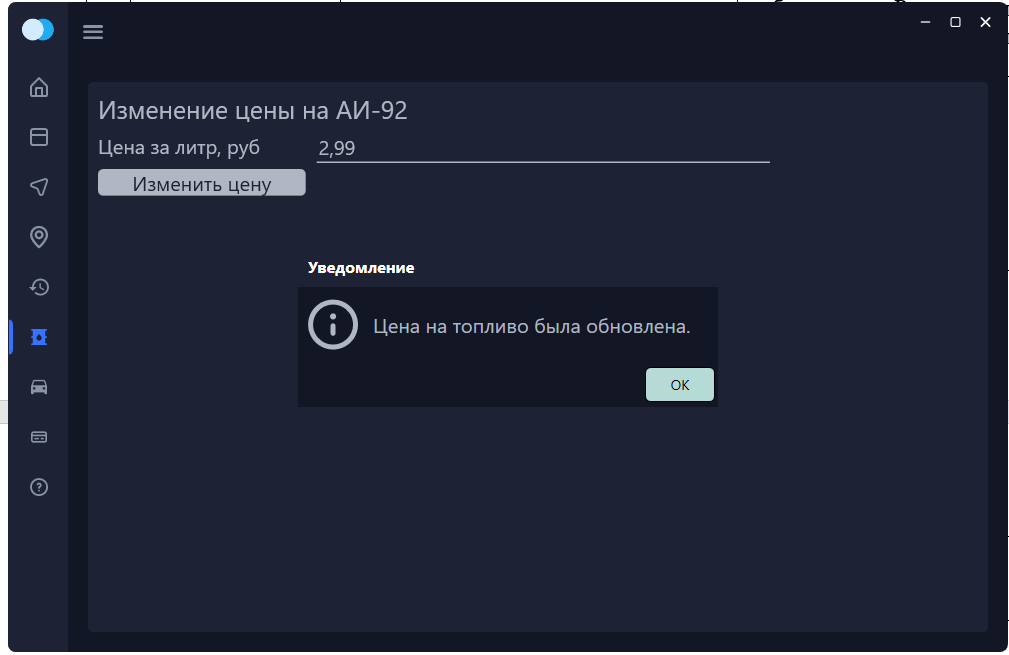 Изменение цены на АИ-92
Цена за литр, руб 2,99
Изменить цену
Уведомление
Цена на топливо была обновлена.
ОК